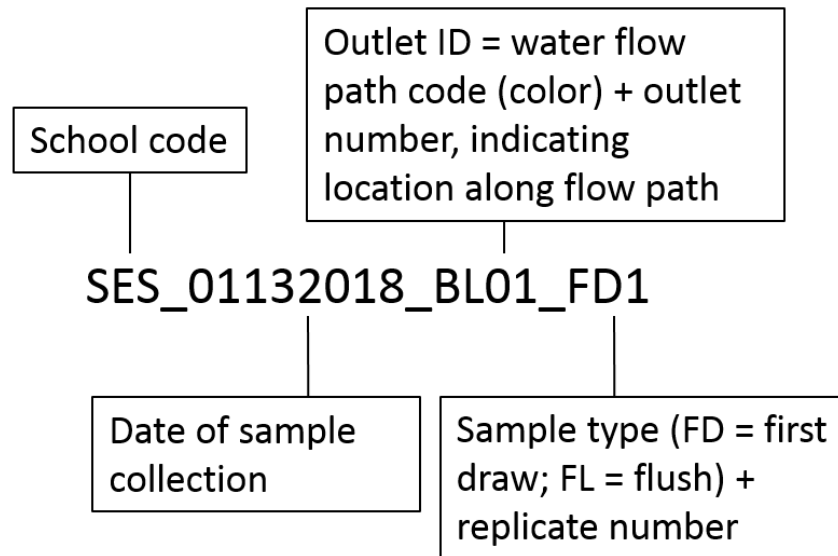 Outlet ID = water flow
path code (color) + outlet
number, indicating
location along flow path
School code
SES_01132018_BL01_FD1
Date of sample
collection
Sample type (FD = first
draw; FL = flush) +
replicate number